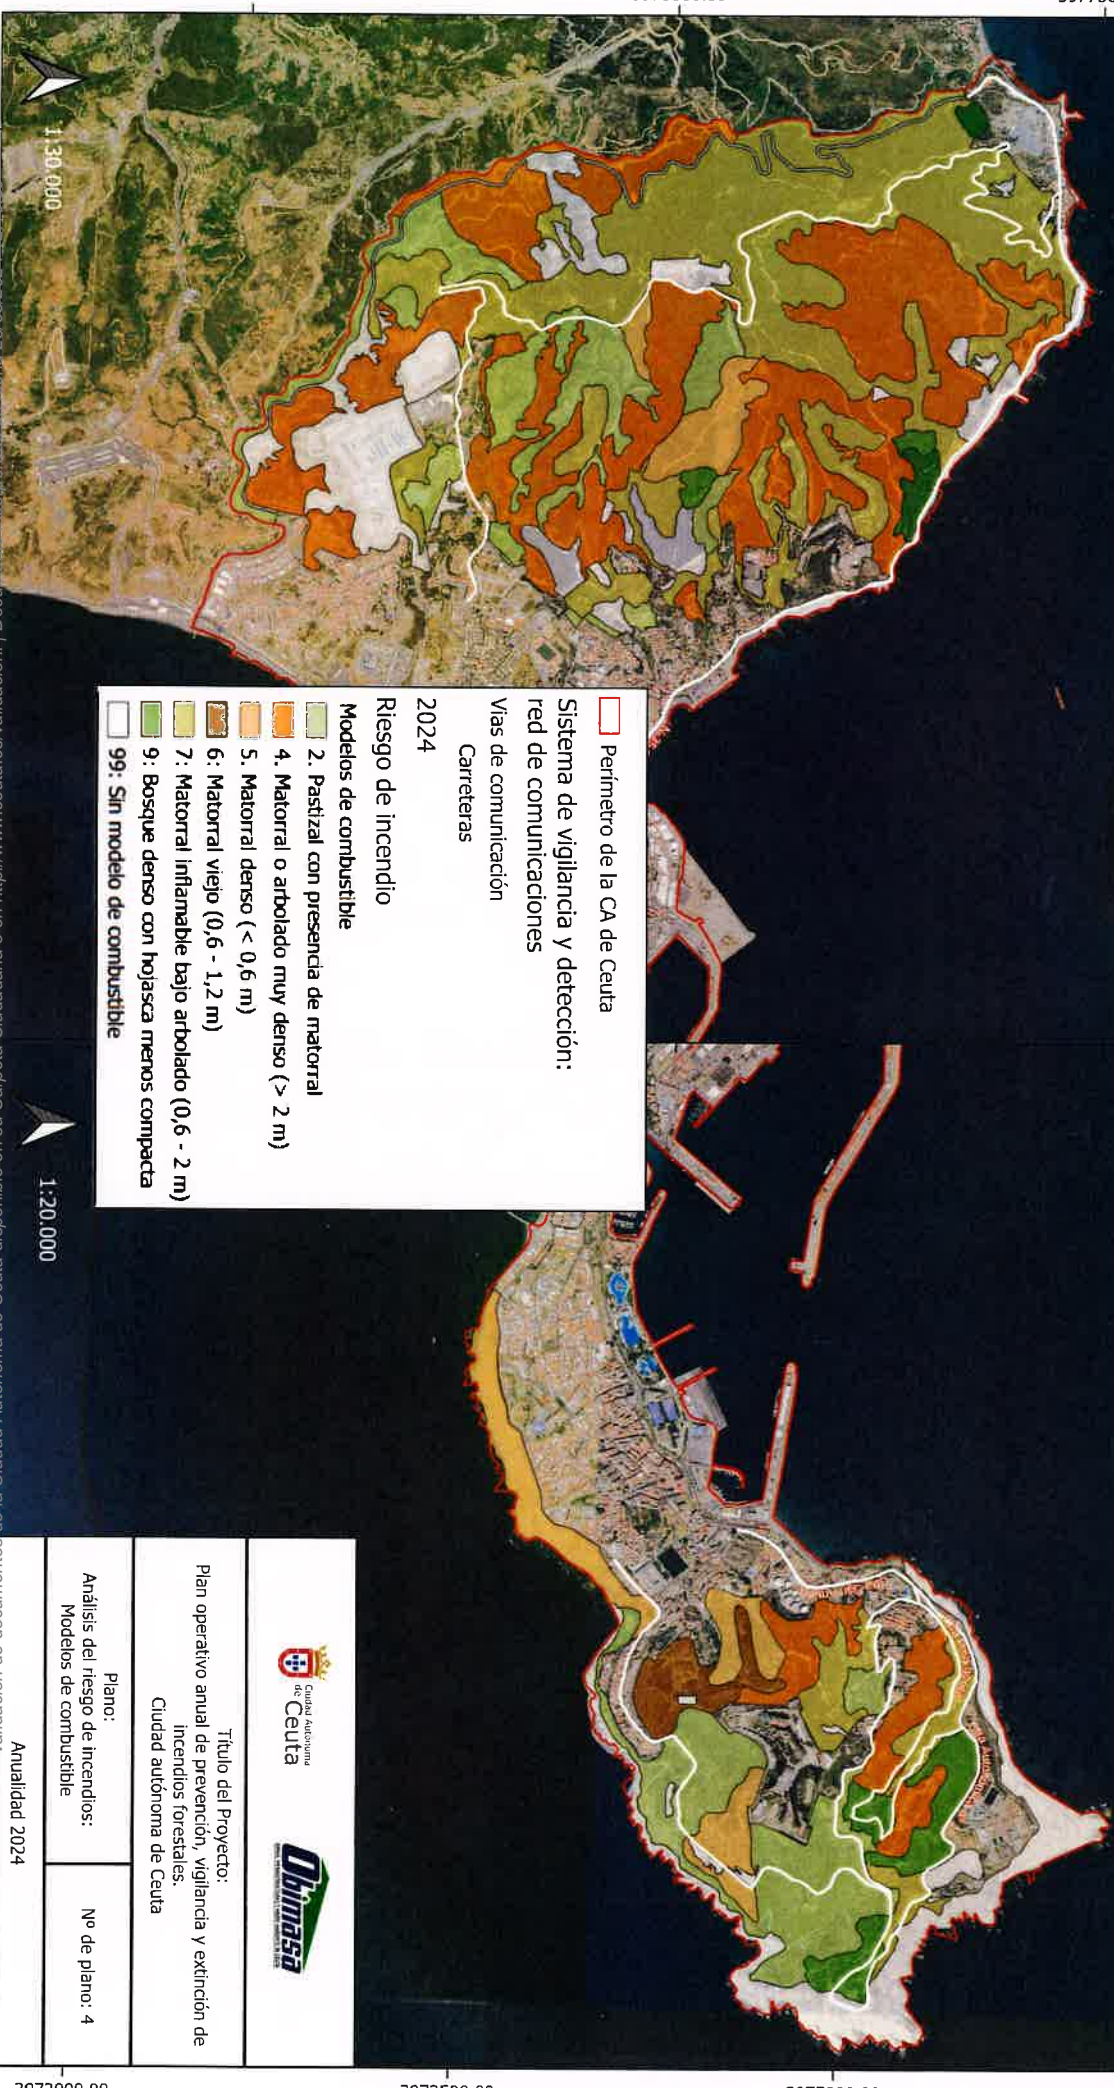 1:30.000
Perímetro de la CA de Ceuta
Sistema de vigilancia y detección:
red de comunicaciones
Vias de comunicación
Carreteras
2024
Riesgo de incendio
Modelos de combustible
2. Pastizal con presencia de matorral
4. Matorral o arbolado muy denso (> 2 m)
5. Matorral denso (< 0,6 m)
6: Matorral viejo (0,6 - 1,2 m)
7: Matorral inflamable bajo arbolado (0,6 - 2 m)
9: Bosque denso con hojasca menos compacta
99: Sin modelo de combustible
1:20.000
Ciudad Autónoma
de Ceuta
Obimasa
Título del Proyecto:
Plan operativo anual de prevención, vigilancia y extinción de
incendios forestales.
Ciudad autónoma de Ceuta
Plano:
Análisis del riesgo de incendios:
Modelos de combustible
Nº de plano: 4
Anualidad 2024